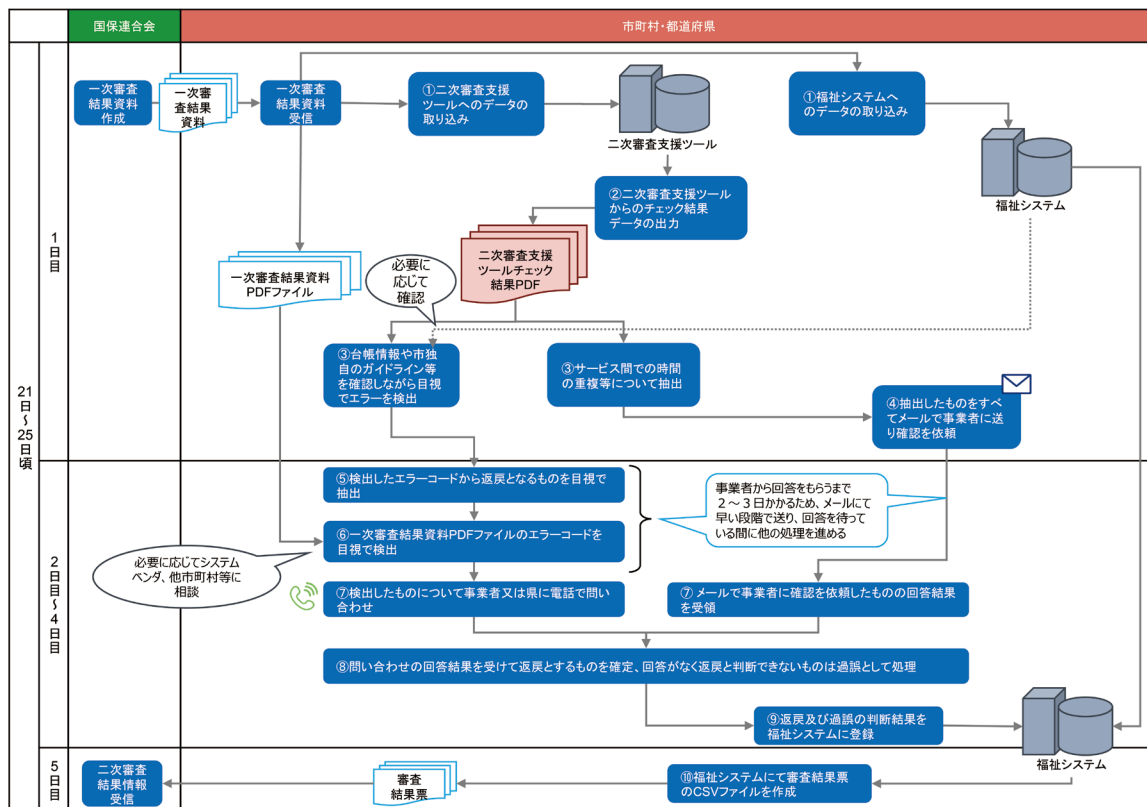 国保連合会
市町村・都道府県
21日～25日頃
1日目
一次審査
結果資料
作成
一次審
査結果
資料
一次審査
結果資料
受信
①二次審査支援
ツールへのデータの
取り込み
二次審査支援ツール
①福祉システムへ
のデータの取り込み
福祉システム
②二次審査支援ツール
からのチェック結果
データの出力
一次審査結果資料
PDFファイル
必要に
応じて
確認
二次審査支援
ツールチェック
結果PDF
③台帳情報や市独
自のガイドライン等
を確認しながら目視
でエラーを検出
③サービス間での時間
の重複等について抽出
④抽出したものをすべ
てメールで事業者に送
り確認を依頼
2日目～4日目
⑤検出したエラーコードから返戻となるものを目視で
抽出
事業者から回答をもらうまで
２～３日かかるため、メールにて
早い段階で送り、回答を待って
いる間に他の処理を進める
⑥一次審査結果資料PDFファイルのエラーコードを
目視で検出
必要に応じてシステム
ベンダ、他市町村等に
相談
⑦検出したものについて事業者又は県に電話で問い
合わせ
⑦メールで事業者に確認を依頼したものの回答結果
を受領
⑧問い合わせの回答結果を受けて返戻とするものを確定、回答がなく返戻と判断できないものは過誤として処理
⑨返戻及び過誤の判断結果を
福祉システムに登録
福祉システム
5日目
二次審査
結果情報
受信
審査
結果票
⑩福祉システムにて審査結果票
のCSVファイルを作成